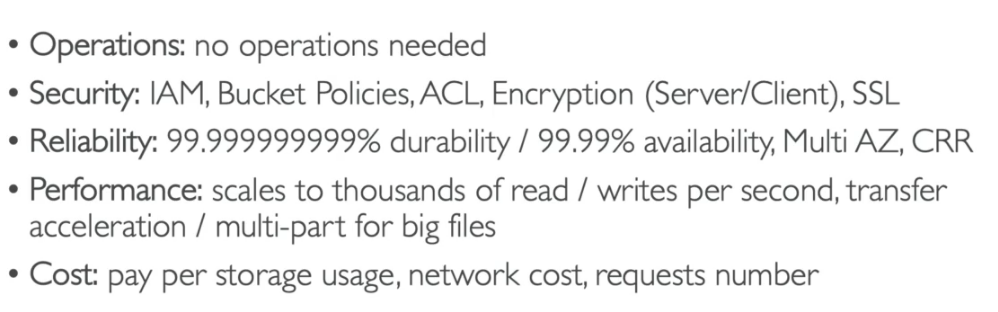 • Operations: no operations needed
• Security: IAM, Bucket Policies, ACL, Encryption (Server/Client), SSL
• Reliability: 99.999999999% durability / 99.99% availability, Multi AZ, CRR
• Performance: scales to thousands of read / writes per second, transfer
acceleration / multi-part for big files
• Cost: pay per storage usage, network cost, requests number